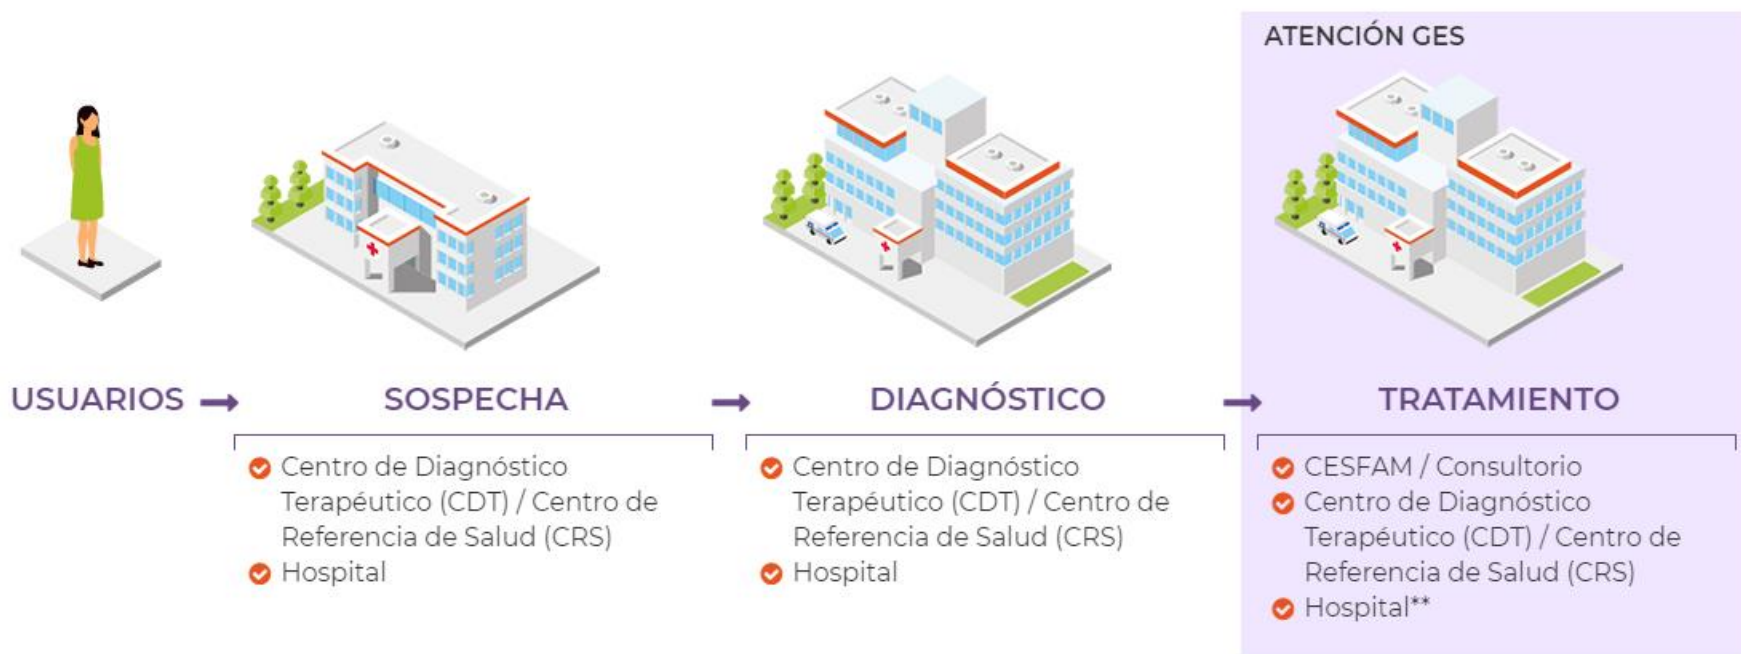 ATENCIÓN GES
USUARIOS
SOSPECHA
Centro de Diagnóstico
Terapéutico (CDT) / Centro de
Referencia de Salud (CRS)
Hospital
DIAGNÓSTICO
Centro de Diagnóstico
Terapéutico (CDT) / Centro de
Referencia de Salud (CRS)
Hospital
TRATAMIENTO
CESFAM / Consultorio
Centro de Diagnóstico
Terapéutico (CDT) / Centro de
Referencia de Salud (CRS)
Hospital**